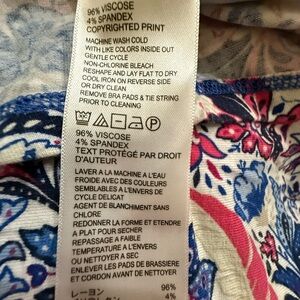 96% VISCOSE
4% SPANDEX
COPYRIGHTED PRINT
MACHINE WASH COLD
WITH LIKE COLORS INSIDE OUT
GENTLE CYCLE
NON-CHLORINE BLEACH
RESHAPE AND LAY FLAT TO DRY
COOL IRON ON REVERSE SIDE
OR DRY CLEAN
REMOVE BRA PADS & TIE STRING
PRIOR TO CLEANING
96% VISCOSE
4% SPANDEX
TEXT PROTÉGÉ PAR DROIT
D'AUTEUR
LAVER A LA MACHINE A L'EAU
FROIDE AVEC DES COULEURS
SEMBLABLES A L'ENVERS DE
CYCLE DELICAT
AGENT DE BLANCHIMENT SANS
CHLORE
REDONNER LA FORME ET ETENDRE
A PLAT POUR SECHER
REPASSAGE A FAIBLE
TEMPERATURE A L'ENVERS
OU NETTOYAGE A SEC
ENLEVER LES PADS DE BRASSIERE
ET CORDON AVANT DE NETTOYER
レーヨン 96%
4%